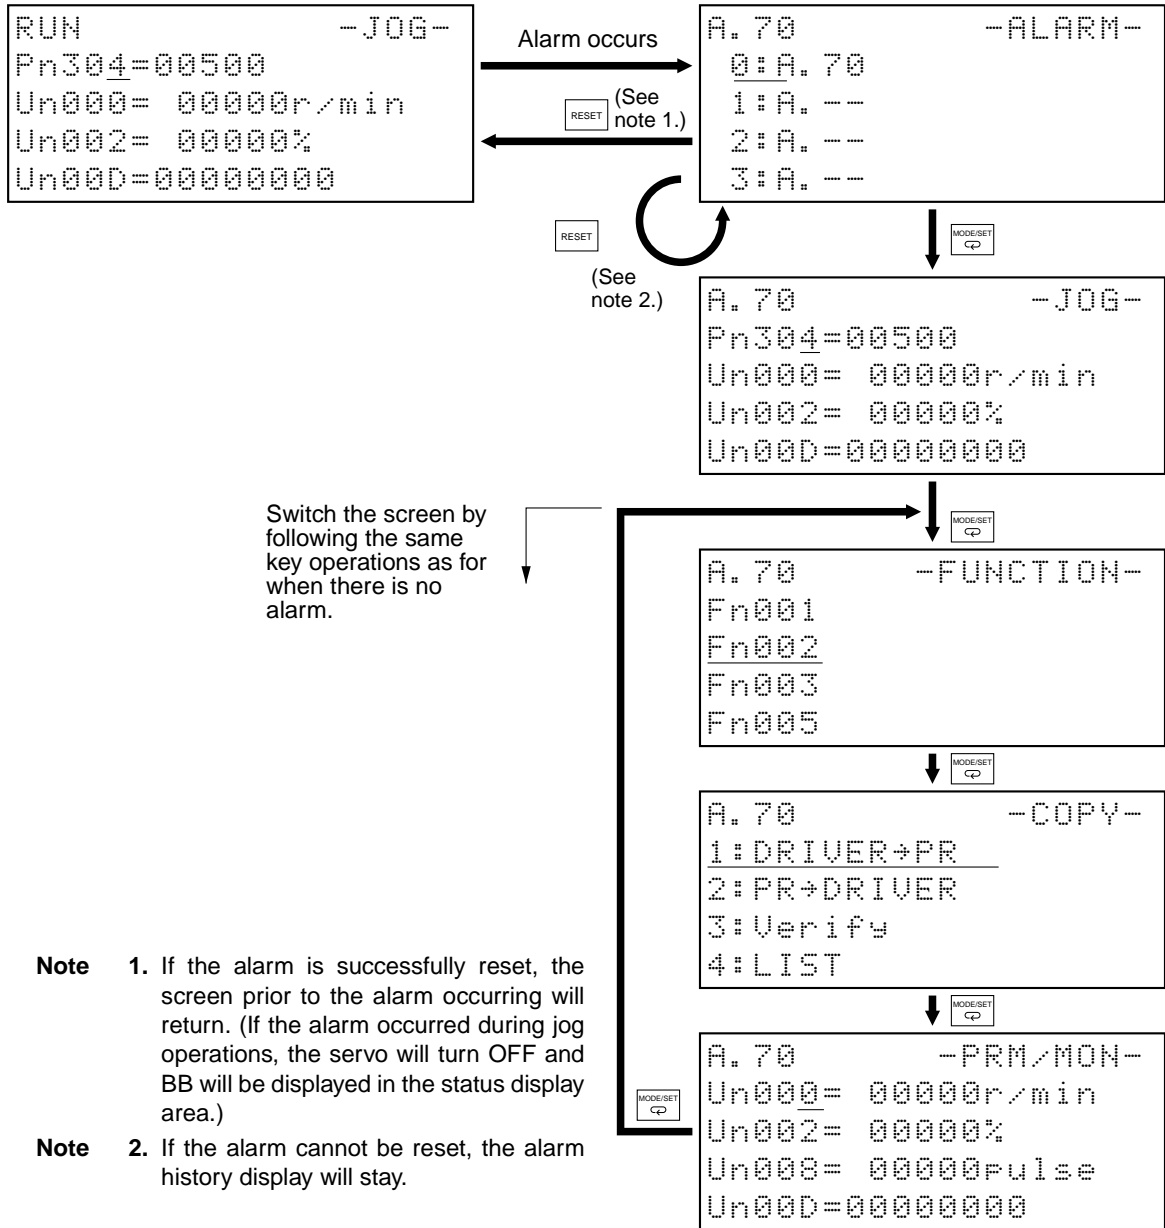 RUN -JOG-
Pn304=00500
Un000= 00000r/min
Un002= 00000%
Un00D=00000000
Alarm occurs
RESET
(See
note 1.)
A.70 -ALARM-
0:A.70
1:A.--
2:A.--
3:A.--
RESET
(See
note 2.)
MODE/SET
A.70 -JOG-
Pn304=00500
Un000= 00000r/min
Un002= 00000%
Un00D=00000000
Switch the screen by
following the same
key operations as for
when there is no
alarm.
MODE/SET
A.70 -FUNCTION-
Fn001
Fn002
Fn003
Fn005
MODE/SET
A.70 -COPY-
1:DRIVER→PR
2:PR→DRIVER
3:Verify
4:LIST
MODE/SET
A.70 -PRM/MON-
Un000= 00000r/min
Un002= 00000%
Un008= 00000pulse
Un00D=00000000
MODE/SET
Note 1. If the alarm is successfully reset, the
screen prior to the alarm occurring will
return. (If the alarm occurred during jog
operations, the servo will turn OFF and
BB will be displayed in the status display
area.)
Note 2. If the alarm cannot be reset, the alarm
history display will stay.